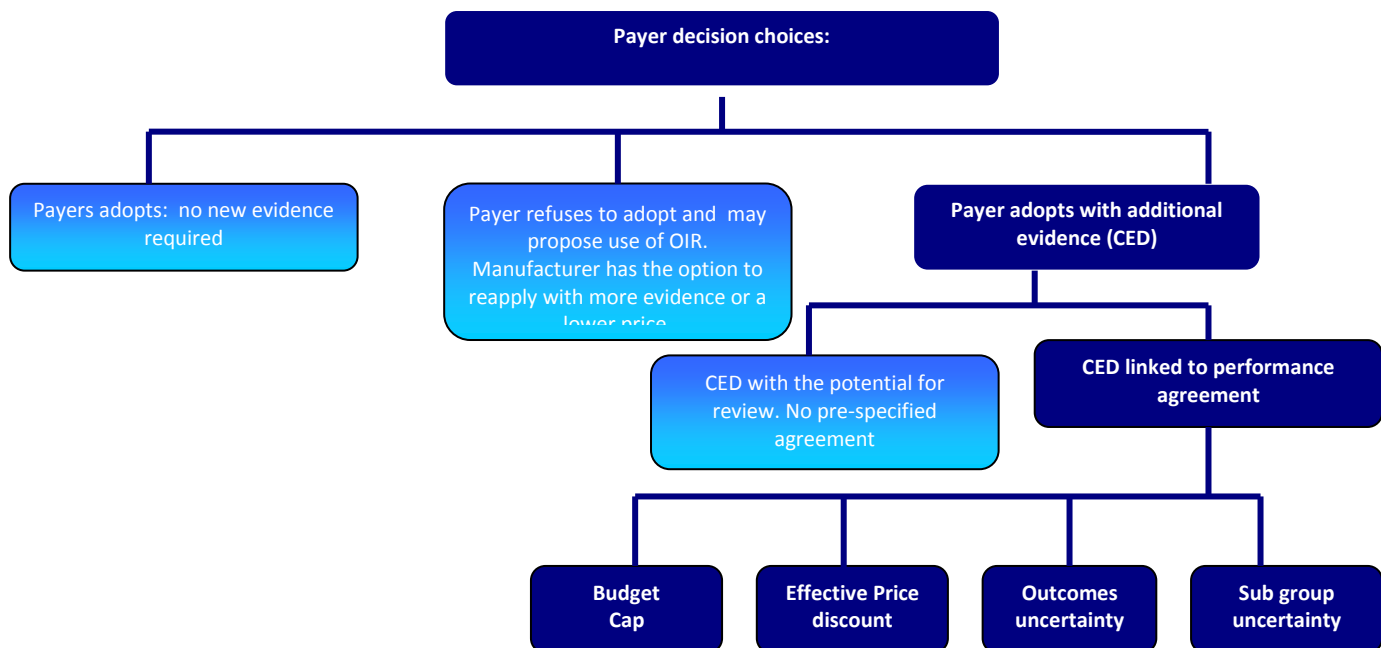 Payer decision choices:
Payers adopts:  no new evidence
required
Payer refuses to adopt and  may
propose use of OIR.
Manufacturer has the option to
reapply with more evidence or a
lower price
Payer adopts with additional
evidence (CED)
CED with the potential for
review. No pre-specified
agreement
CED linked to performance
agreement
Budget
Cap
Effective Price
discount
Outcomes
uncertainty
Sub group
uncertainty